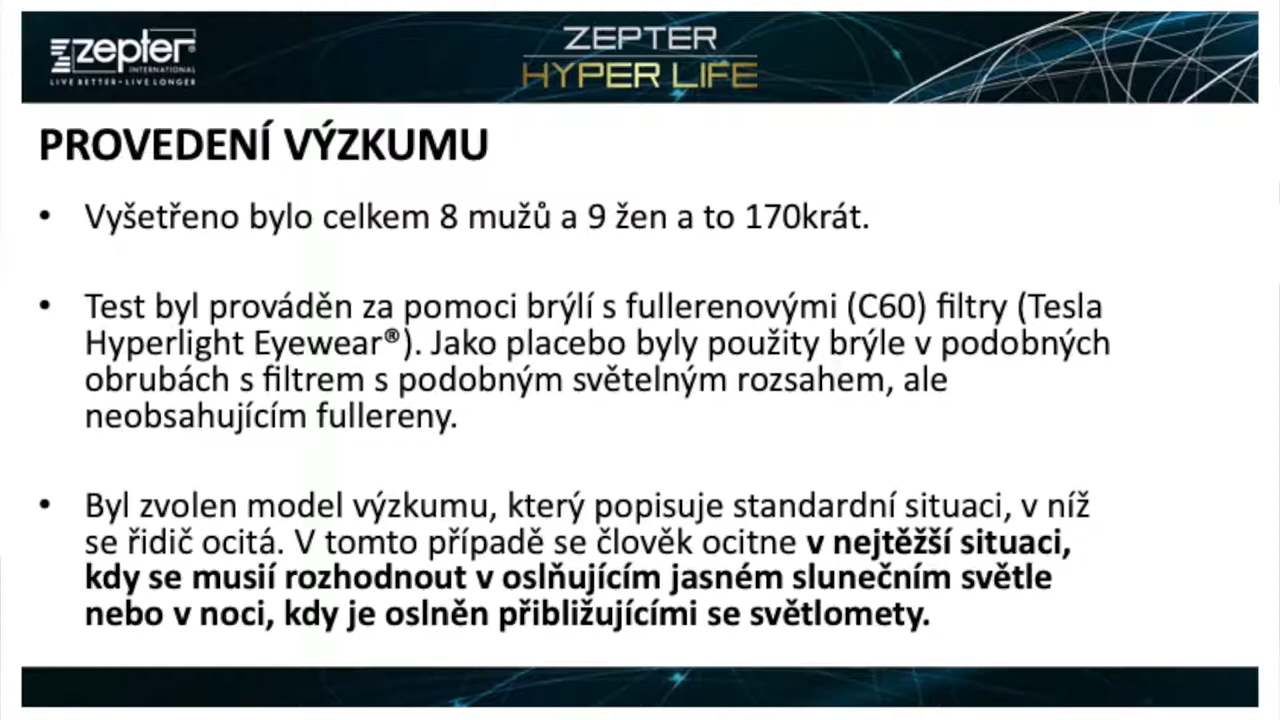 zepter®
INTERNATIONAL
LIVE BETTER • LIVE LONGER
ZEPTER
HYPER LIFE
PROVEDENÍ VÝZKUMU
• Vyšetřeno bylo celkem 8 mužů a 9 žen a to 170krát.
• Test byl prováděn za pomoci brýlí s fullerenovými (C60) filtry (Tesla
Hyperlight Eyewear®). Jako placebo byly použity brýle v podobných
obrubách s filtrem s podobným světelným rozsahem, ale
neobsahujícím fullereny.
• Byl zvolen model výzkumu, který popisuje standardní situaci, v níž
se řidič ocitá. V tomto případě se člověk ocitne v nejtěžší situaci,
kdy se musií rozhodnout v oslňujícím jasném slunečním světle
nebo v noci, kdy je oslněn přibližujícími se světlomety.